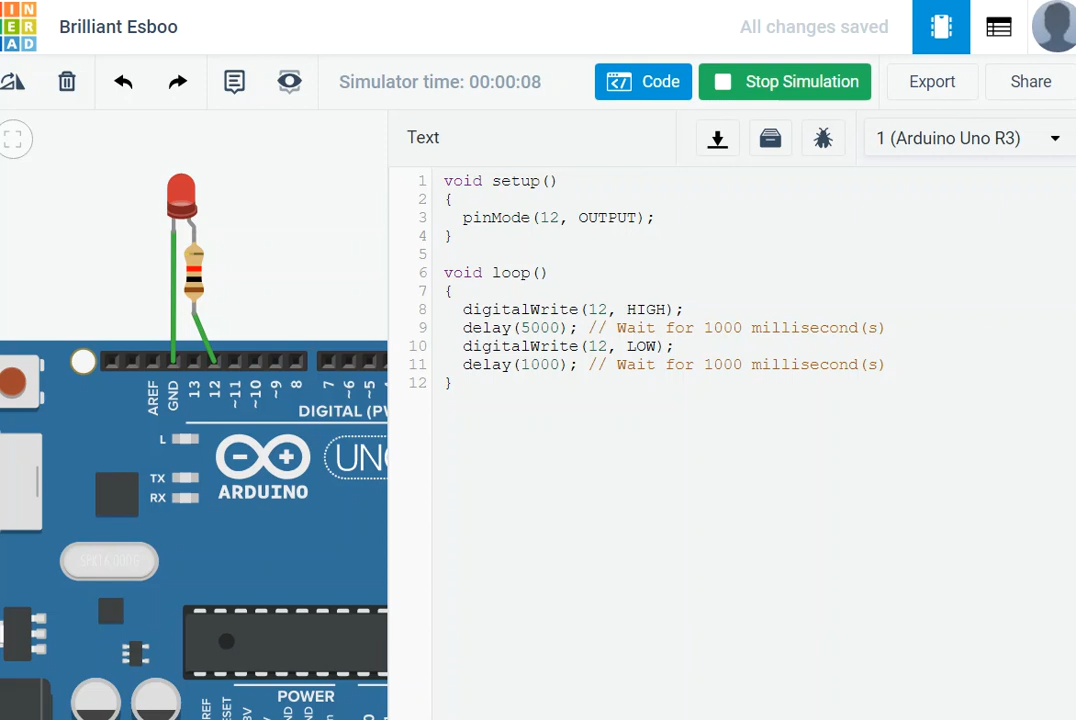 Brilliant Esboo
All changes saved
Simulator time: 00:00:08
Code
Stop Simulation
Export
Share
Text
1 (Arduino Uno R3)
1 void setup()
2 {
3 pinMode(12, OUTPUT);
4 }
5
6 void loop()
7 {
8 digitalWrite(12, HIGH);
9 delay(5000); // Wait for 1000 millisecond(s)
10 digitalWrite(12, LOW);
11 delay(1000); // Wait for 1000 millisecond(s)
12 }
AREF
GND
13
12
~11
~10
~9
8
7
~6
~5
DIGITAL (PW
L
TX
RX
UNO
ARDUINO
POWER
AREF
RESET